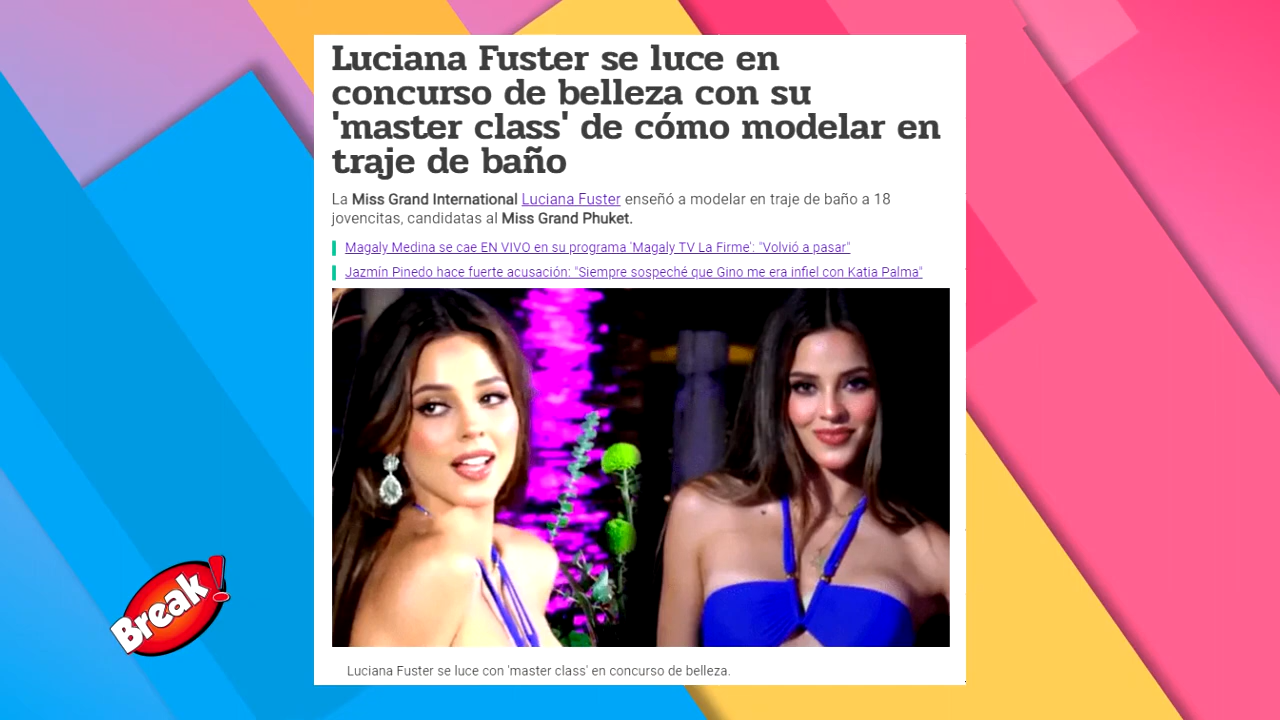 Luciana Fuster se luce en
concurso de belleza con su
'master class' de cómo modelar en
traje de baño
La Miss Grand International Luciana Fuster enseñó a modelar en traje de baño a 18
jovencitas, candidatas al Miss Grand Phuket.
Magaly Medina se cae EN VIVO en su programa 'Magaly TV La Firme': "Volvió a pasar"
Jazmín Pinedo hace fuerte acusación: "Siempre sospeché que Gino me era infiel con Katia Palma"
Break!
Luciana Fuster se luce con 'master class' en concurso de belleza.